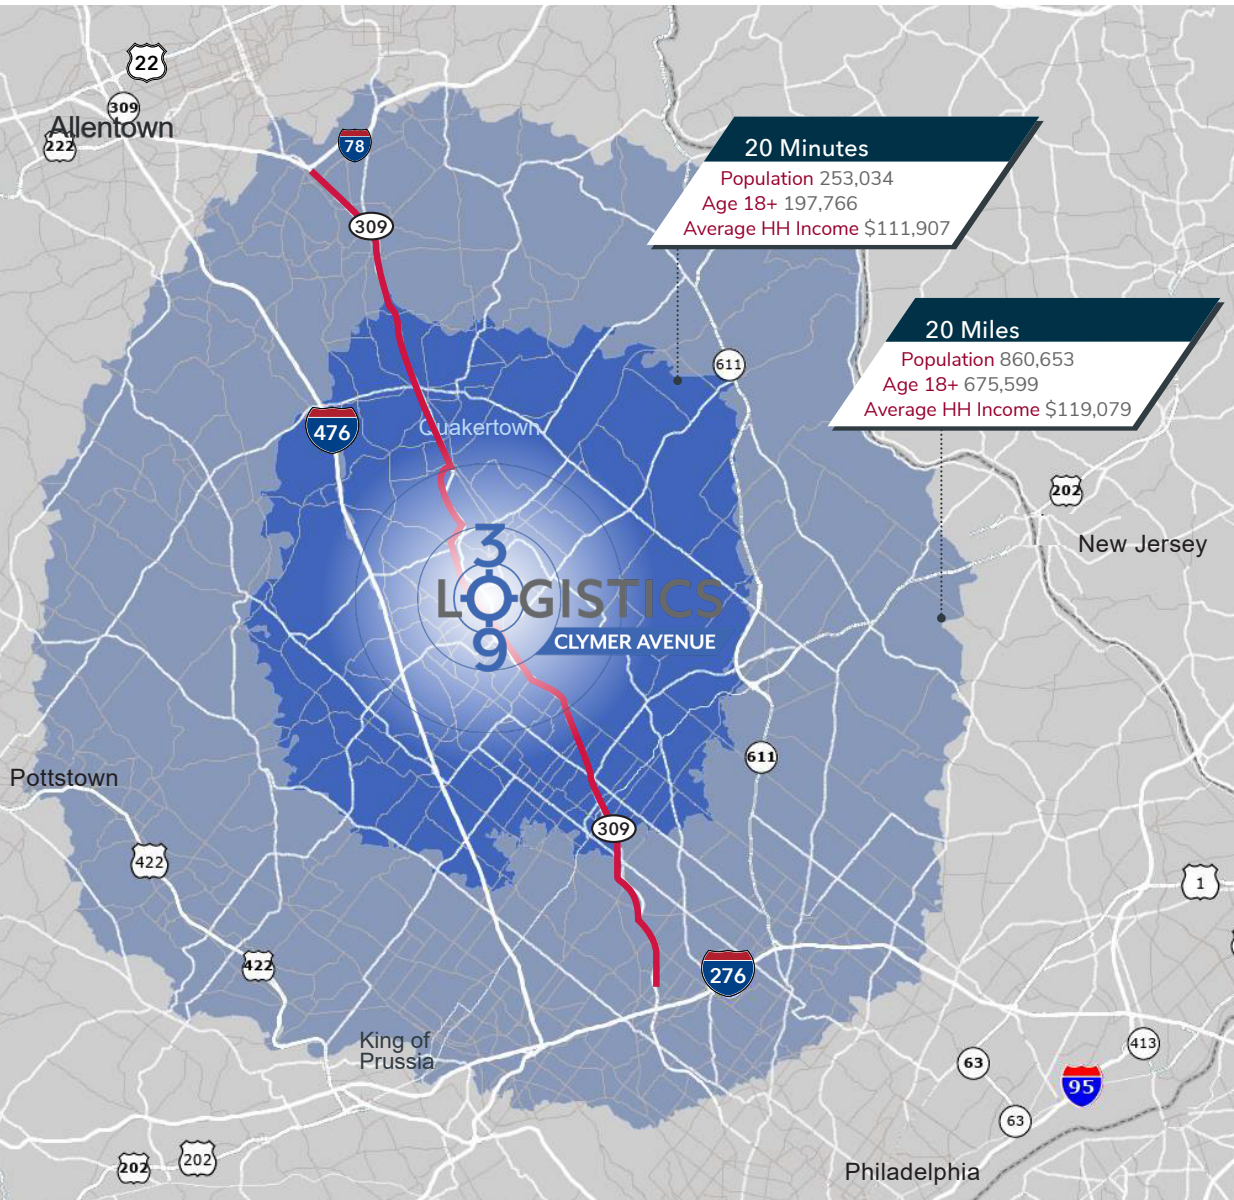 22
309
Allentown
222
78
20 Minutes
Population 253,034
Age 18+ 197,766
Average HH Income $111,907
309
20 Miles
Population 860,653
Age 18+ 675,599
Average HH Income $119,079
611
476
Quakertown
202
New Jersey
3
LOGISTICS
9
CLYMER AVENUE
611
Pottstown
309
422
1
422
276
King of
Prussia
413
63
95
63
202
202
Philadelphia